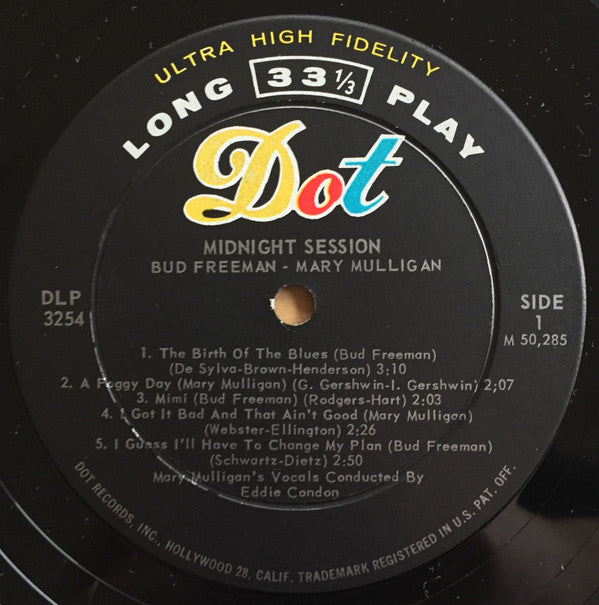 ULTRA HIGH FIDELITY
LONG 33 1/3 PLAY
Dot
MIDNIGHT SESSION
BUD FREEMAN - MARY MULLIGAN
DLP
3254
SIDE
1
M 50,285
1. The Birth Of The Blues (Bud Freeman)
(De Sylva-Brown-Henderson) 3:10
2. A Foggy Day (Mary Mulligan) (G. Gershwin-I. Gershwin) 2;07
3. Mimi (Bud Freeman) (Rodgers-Hart) 2:03
4. I Got It Bad And That Ain't Good (Mary Mulligan)
(Webster-Ellington) 2:26
5. I Guess I'll Have To Change My Plan (Bud Freeman)
(Schwartz-Dietz) 2:50
Mary Mulligan's Vocals Conducted By
Eddie Condon
DOT RECORDS, INC., HOLLYWOOD 28, CALIF. TRADEMARK REGISTERED IN U.S. PAT. OFF.